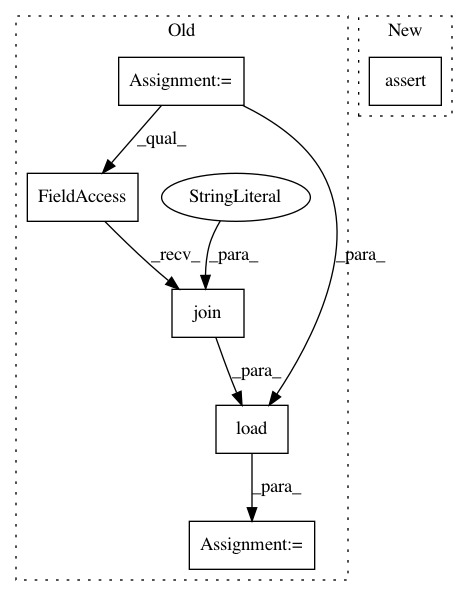 Old
New
Assignment:=
assert
_qual_
FieldAccess
StringLiteral
_recv_
_para_
_para_
join
_para_
load
_para_
Assignment:=